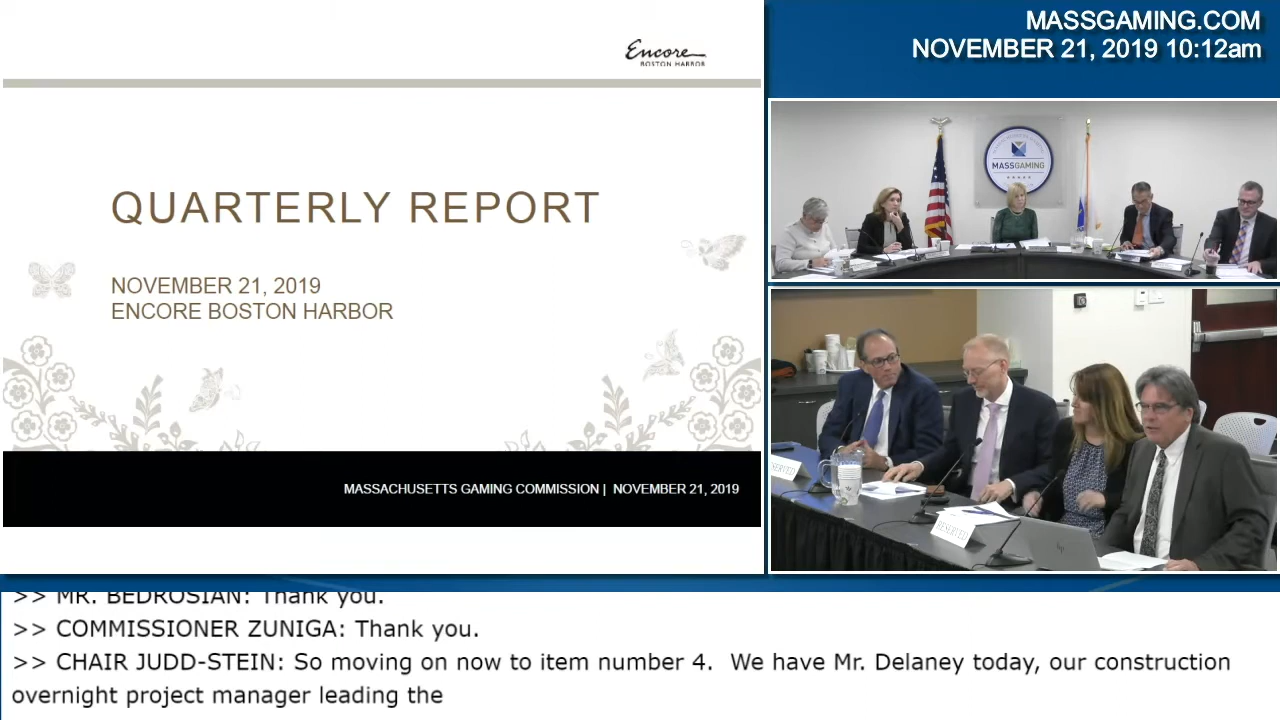 MASSGAMING.COM
NOVEMBER 21, 2019 10:12am
Encore
BOSTON HARBOR
QUARTERLY REPORT
NOVEMBER 21, 2019
ENCORE BOSTON HARBOR
MASSACHUSETTS GAMING COMMISSION | NOVEMBER 21, 2019
MASSGAMING
RESERVED
>> MR. BEDROSIAN: Thank you.
>> COMMISSIONER ZUNIGA: Thank you.
>> CHAIR JUDD-STEIN: So moving on now to item number 4. We have Mr. Delaney today, our construction
overnight project manager leading the